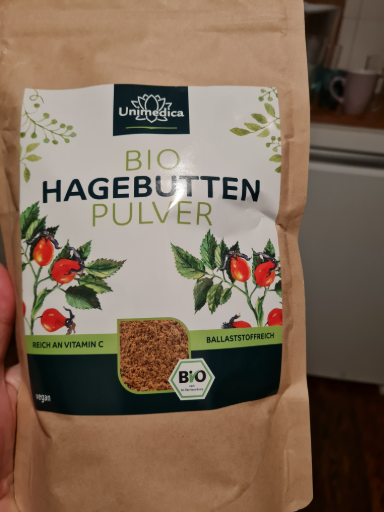 Unimedica
BIO
HAGEBUTTEN
PULVER
REICH AN VITAMIN C
BALLASTSTOFFREICH
BIO
vegan